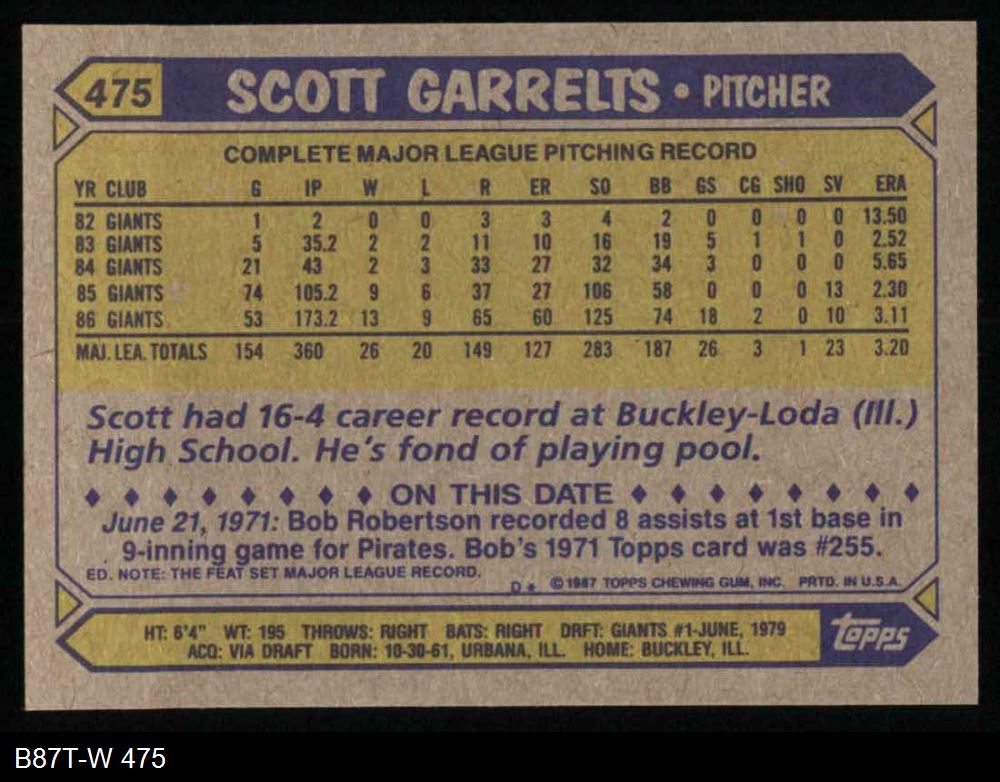 475 SCOTT GARRELTS • PITCHER
COMPLETE MAJOR LEAGUE PITCHING RECORD
YR CLUB G IP W L R ER SO BB GS CG SHO SV ERA
82 GIANTS 1 2 0 0 3 3 4 2 0 0 0 0 13.50
83 GIANTS 5 35.2 2 2 11 10 16 19 5 1 1 0 2.52
84 GIANTS 21 43 2 3 33 27 32 34 3 0 0 0 5.65
85 GIANTS 74 105.2 9 6 37 27 106 58 0 0 0 13 2.30
86 GIANTS 53 173.2 13 9 65 60 125 74 18 2 0 10 3.11
MAJ. LEA. TOTALS 154 360 26 20 149 127 283 187 26 3 1 23 3.20
Scott had 16-4 career record at Buckley-Loda (Ill.)
High School. He's fond of playing pool.
♦ ♦ ♦ ♦ ♦ ♦ ♦ ♦ ON THIS DATE ♦ ♦ ♦ ♦ ♦ ♦ ♦ ♦
June 21, 1971: Bob Robertson recorded 8 assists at 1st base in
9-inning game for Pirates. Bob's 1971 Topps card was #255.
ED. NOTE: THE FEAT SET MAJOR LEAGUE RECORD.
D* © 1987 TOPPS CHEWING GUM, INC. PRTD. IN U.S.A.
HT: 6'4" WT: 195 THROWS: RIGHT BATS: RIGHT DRFT: GIANTS #1-JUNE, 1979
ACQ: VIA DRAFT BORN: 10-30-61, URBANA, ILL. HOME: BUCKLEY, ILL.
topps
B87T-W 475